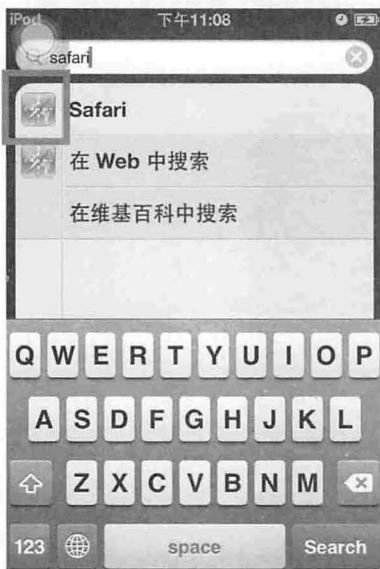 iPod 下午11:08
safari
Safari
在 Web 中搜索
在维基百科中搜索
Q W E R T Y U I O P
A S D F G H J K L
Z X C V B N M
123 space Search